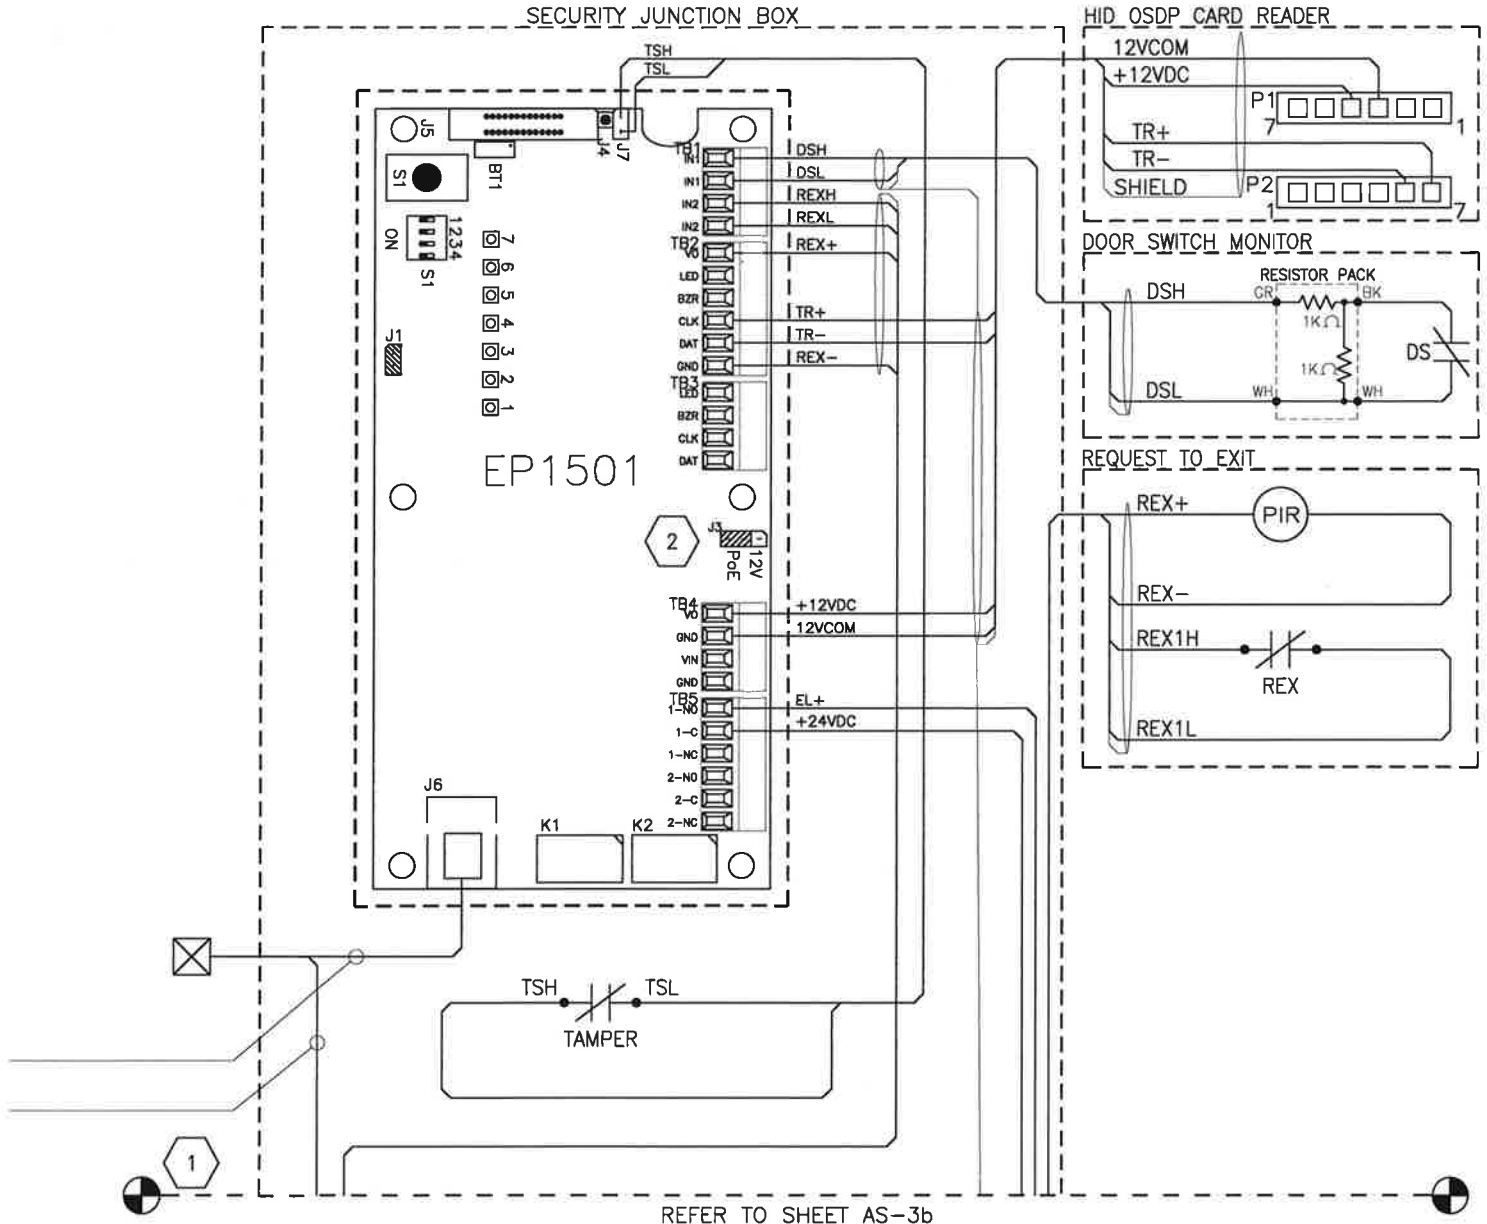 SECURITY JUNCTION BOX
HID OSDP CARD READER
TSH
TSL
12VCOM
+12VDC
P1
7
1
TR+
TR-
SHIELD
P2
1
7
J5
J4
J7
BT1
S1
1234
ON
S1
7
6
5
4
3
2
1
J1
EP1501
2
J3
PoE
12V
TB1
IN1
DSH
IN1
DSL
IN2
REXH
IN2
REXL
TB2
VO
REX+
LED
BZR
CLK
TR+
DAT
TR-
GND
REX-
TB3
LED
BZR
CLK
DAT
TB4
VO
+12VDC
GND
12VCOM
VIN
GND
TB5
1-NO
EL+
1-C
+24VDC
1-NC
2-NO
2-C
2-NC
J6
K1
K2
DOOR SWITCH MONITOR
RESISTOR PACK
DSH
GR
BK
1KΩ
DS
1KΩ
DSL
WH
WH
REQUEST TO EXIT
REX+
PIR
REX-
REX1H
REX
REX1L
TSH
TSL
TAMPER
1
REFER TO SHEET AS-3b